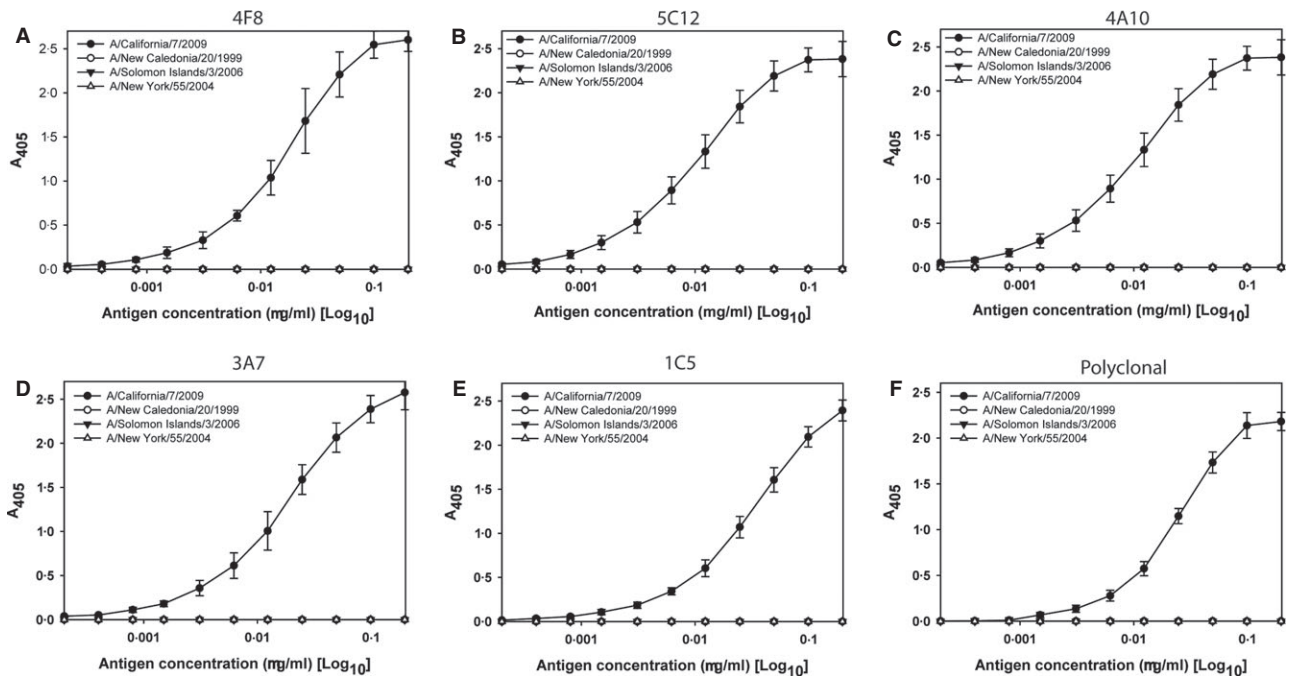 4F8
A
A/California/7/2009
A/New Caledonia/20/1999
A/Solomon Islands/3/2006
A/New York/55/2004
2·5
2·0
1·5
1·0
0·5
0·0
A405
0·001
0·01
0·1
Antigen concentration (mg/ml) [Log10]
5C12
B
A/California/7/2009
A/New Caledonia/20/1999
A/Solomon Islands/3/2006
A/New York/55/2004
2·5
2·0
1·5
1·0
0·5
0·0
A405
0·001
0·01
0·1
Antigen concentration (mg/ml) [Log10]
4A10
C
A/California/7/2009
A/New Caledonia/20/1999
A/Solomon Islands/3/2006
A/New York/55/2004
2·5
2·0
1·5
1·0
0·5
0·0
A405
0·001
0·01
0·1
Antigen concentration (mg/ml) [Log10]
3A7
D
A/California/7/2009
A/New Caledonia/20/1999
A/Solomon Islands/3/2006
A/New York/55/2004
2·5
2·0
1·5
1·0
0·5
0·0
A405
0·001
0·01
0·1
Antigen concentration (mg/ml) [Log10]
1C5
E
A/California/7/2009
A/New Caledonia/20/1999
A/Solomon Islands/3/2006
A/New York/55/2004
2·5
2·0
1·5
1·0
0·5
0·0
A405
0·001
0·01
0·1
Antigen concentration (mg/ml) [Log10]
Polyclonal
F
A/California/7/2009
A/New Caledonia/20/1999
A/Solomon Islands/3/2006
A/New York/55/2004
2·5
2·0
1·5
1·0
0·5
0·0
A405
0·001
0·01
0·1
Antigen concentration (mg/ml) [Log10]